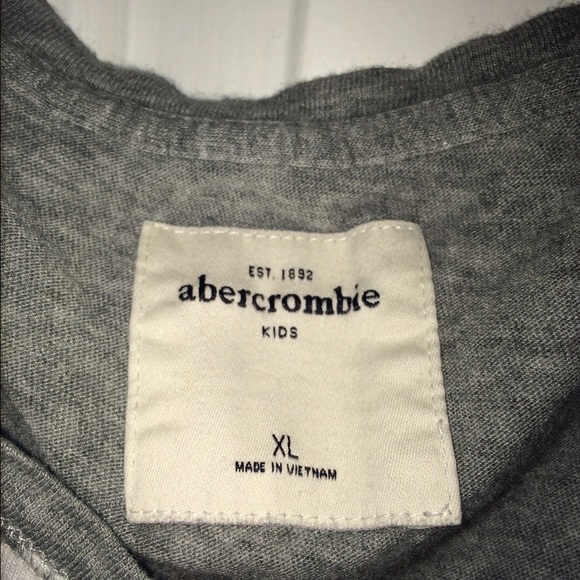 EST. 1892
abercrombie
KIDS
XL
MADE IN VIETNAM